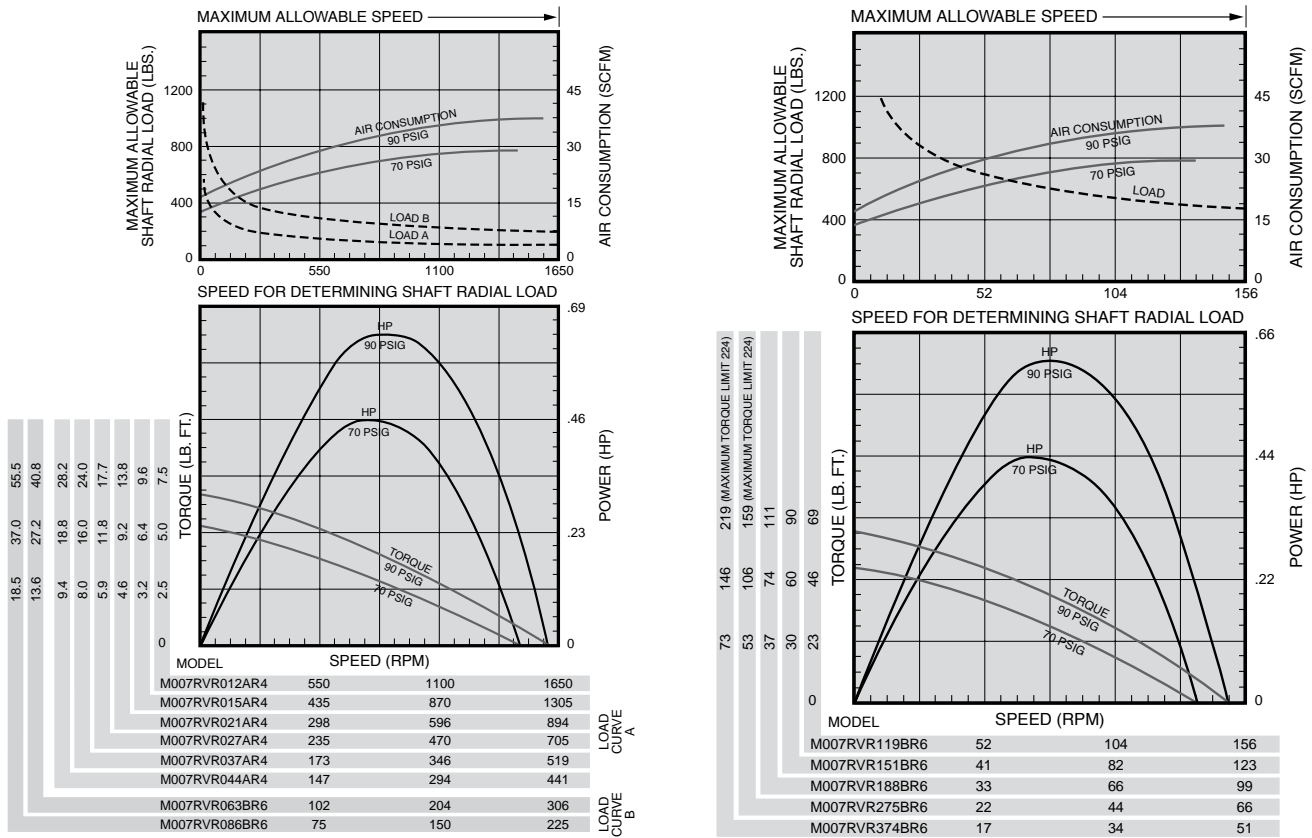 MAXIMUM ALLOWABLE SPEED
MAXIMUM ALLOWABLE
SHAFT RADIAL LOAD (LBS.)
1200
800
400
0
AIR CONSUMPTION
90 PSIG
70 PSIG
LOAD B
LOAD A
45
30
15
0
AIR CONSUMPTION (SCFM)
0 550 1100 1650
SPEED FOR DETERMINING SHAFT RADIAL LOAD
HP
90 PSIG
HP
70 PSIG
TORQUE
90 PSIG
70 PSIG
.69
.46
.23
0
POWER (HP)
TORQUE (LB. FT.)
55.5 40.8 28.2 24.0 17.7 13.8 9.6 7.5
37.0 27.2 18.8 16.0 11.8 9.2 6.4 5.0
18.5 13.6 9.4 8.0 5.9 4.6 3.2 2.5
0
MODEL SPEED (RPM)
M007RVR012AR4 550 1100 1650
M007RVR015AR4 435 870 1305
M007RVR021AR4 298 596 894
M007RVR027AR4 235 470 705
M007RVR037AR4 173 346 519
M007RVR044AR4 147 294 441
LOAD
CURVE
A
M007RVR063BR6 102 204 306
M007RVR086BR6 75 150 225
LOAD
CURVE
B
MAXIMUM ALLOWABLE SPEED
MAXIMUM ALLOWABLE
SHAFT RADIAL LOAD (LBS.)
1200
800
400
0
AIR CONSUMPTION
90 PSIG
70 PSIG
LOAD
45
30
15
0
AIR CONSUMPTION (SCFM)
0 52 104 156
SPEED FOR DETERMINING SHAFT RADIAL LOAD
HP
90 PSIG
HP
70 PSIG
TORQUE
90 PSIG
70 PSIG
.66
.44
.22
0
POWER (HP)
TORQUE (LB. FT.)
219 (MAXIMUM TORQUE LIMIT 224) 159 (MAXIMUM TORQUE LIMIT 224) 111 90 69
146 106 74 60 46
73 53 37 30 23
0
MODEL SPEED (RPM)
M007RVR119BR6 52 104 156
M007RVR151BR6 41 82 123
M007RVR188BR6 33 66 99
M007RVR275BR6 22 44 66
M007RVR374BR6 17 34 51